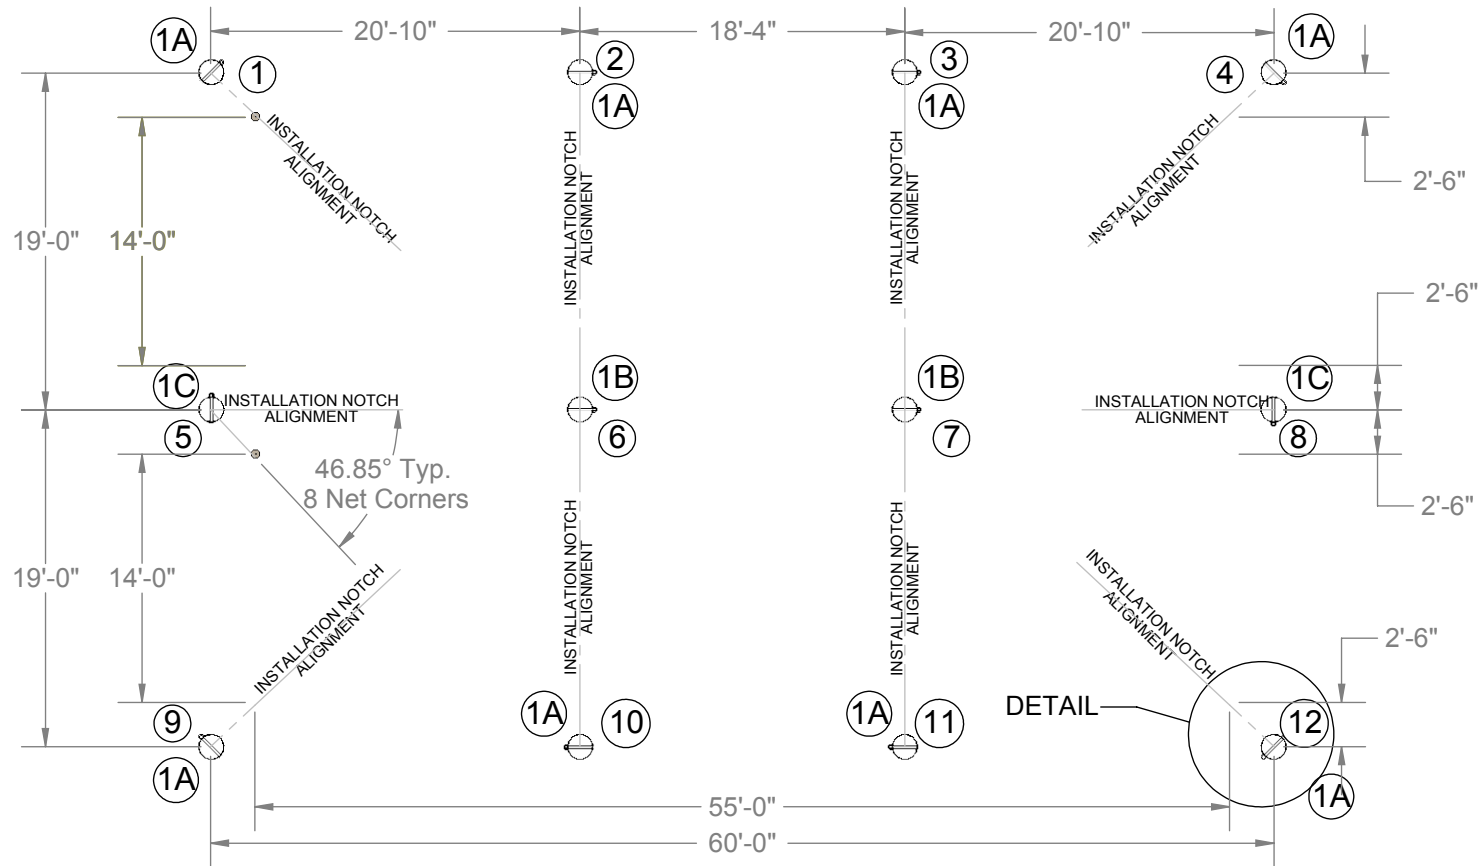 20'-10"
18'-4"
20'-10"
1A
1
2
1A
3
1A
1A
4
INSTALLATION NOTCH
ALIGNMENT
INSTALLATION NOTCH
ALIGNMENT
INSTALLATION NOTCH
ALIGNMENT
INSTALLATION NOTCH
ALIGNMENT
2'-6"
19'-0"
14'-0"
2'-6"
1C
5
INSTALLATION NOTCH
ALIGNMENT
1B
6
1B
7
INSTALLATION NOTCH
ALIGNMENT
1C
8
46.85° Typ.
8 Net Corners
2'-6"
19'-0"
14'-0"
INSTALLATION NOTCH
ALIGNMENT
INSTALLATION NOTCH
ALIGNMENT
INSTALLATION NOTCH
ALIGNMENT
INSTALLATION NOTCH
ALIGNMENT
2'-6"
9
1A
1A
10
1A
11
DETAIL
12
1A
55'-0"
60'-0"